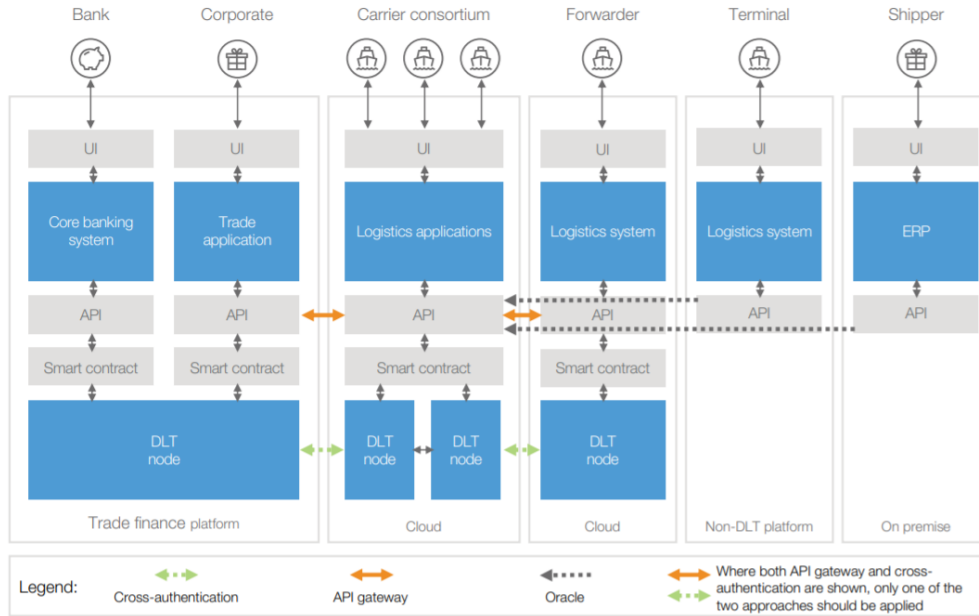 Bank
Corporate
Carrier consortium
Forwarder
Terminal
Shipper
UI
UI
UI
UI
UI
UI
Core banking
system
Trade
application
Logistics applications
Logistics system
Logistics system
ERP
API
API
API
API
API
API
Smart contract
Smart contract
Smart contract
Smart contract
DLT
node
DLT
node
DLT
node
DLT
node
Trade finance platform
Cloud
Cloud
Non-DLT platform
On premise
Legend:
Cross-authentication
API gateway
Oracle
Where both API gateway and cross-
authentication are shown, only one of the
two approaches should be applied